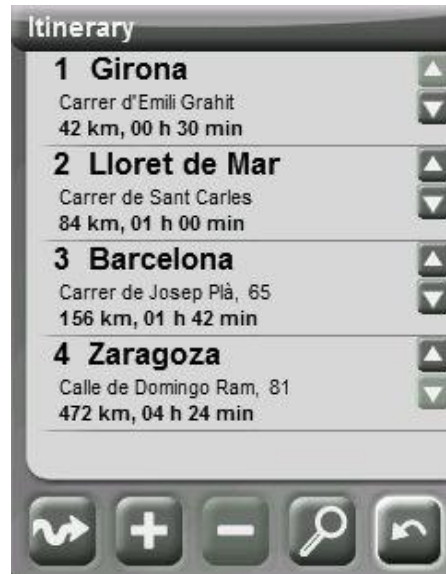 Itinerary
1 Girona
Carrer d'Emili Grahit
42 km, 00 h 30 min
2 Lloret de Mar
Carrer de Sant Carles
84 km, 01 h 00 min
3 Barcelona
Carrer de Josep Plà, 65
156 km, 01 h 42 min
4 Zaragoza
Calle de Domingo Ram, 81
472 km, 04 h 24 min